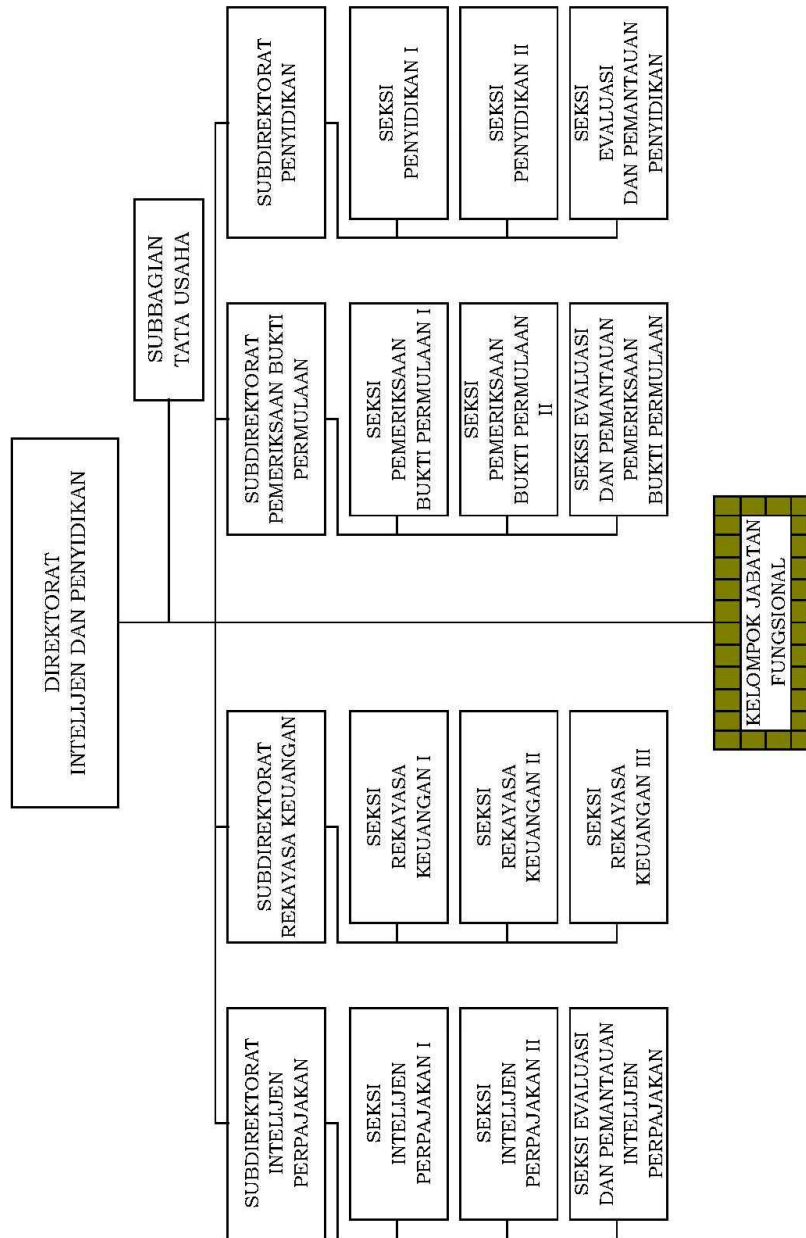 DIREKTORAT
INTELIJEN DAN PENYIDIKAN
SUBBAGIAN
TATA USAHA
SUBDIREKTORAT
INTELIJEN
PERPAJAKAN
SEKSI
INTELIJEN
PERPAJAKAN I
SEKSI
INTELIJEN
PERPAJAKAN II
SEKSI EVALUASI
DAN PEMANTAUAN
INTELIJEN
PERPAJAKAN
SUBDIREKTORAT
REKAYASA KEUANGAN
SEKSI
REKAYASA
KEUANGAN I
SEKSI
REKAYASA
KEUANGAN II
SEKSI
REKAYASA
KEUANGAN III
SUBDIREKTORAT
PEMERIKSAAN BUKTI
PERMULAAN
SEKSI
PEMERIKSAAN
BUKTI PERMULAAN I
SEKSI
PEMERIKSAAN
BUKTI PERMULAAN
II
SEKSI EVALUASI
DAN PEMANTAUAN
PEMERIKSAAN
BUKTI PERMULAAN
SUBDIREKTORAT
PENYIDIKAN
SEKSI
PENYIDIKAN I
SEKSI
PENYIDIKAN II
SEKSI
EVALUASI
DAN PEMANTAUAN
PENYIDIKAN
KELOMPOK JABATAN
FUNGSIONAL